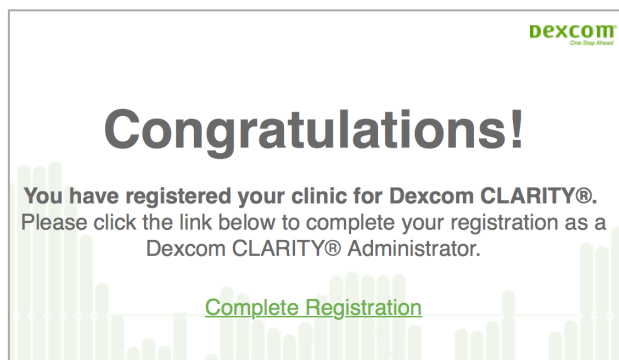 Dexcom
One Step Ahead
Congratulations!
You have registered your clinic for Dexcom CLARITY®.
Please click the link below to complete your registration as a
Dexcom CLARITY® Administrator.
Complete Registration